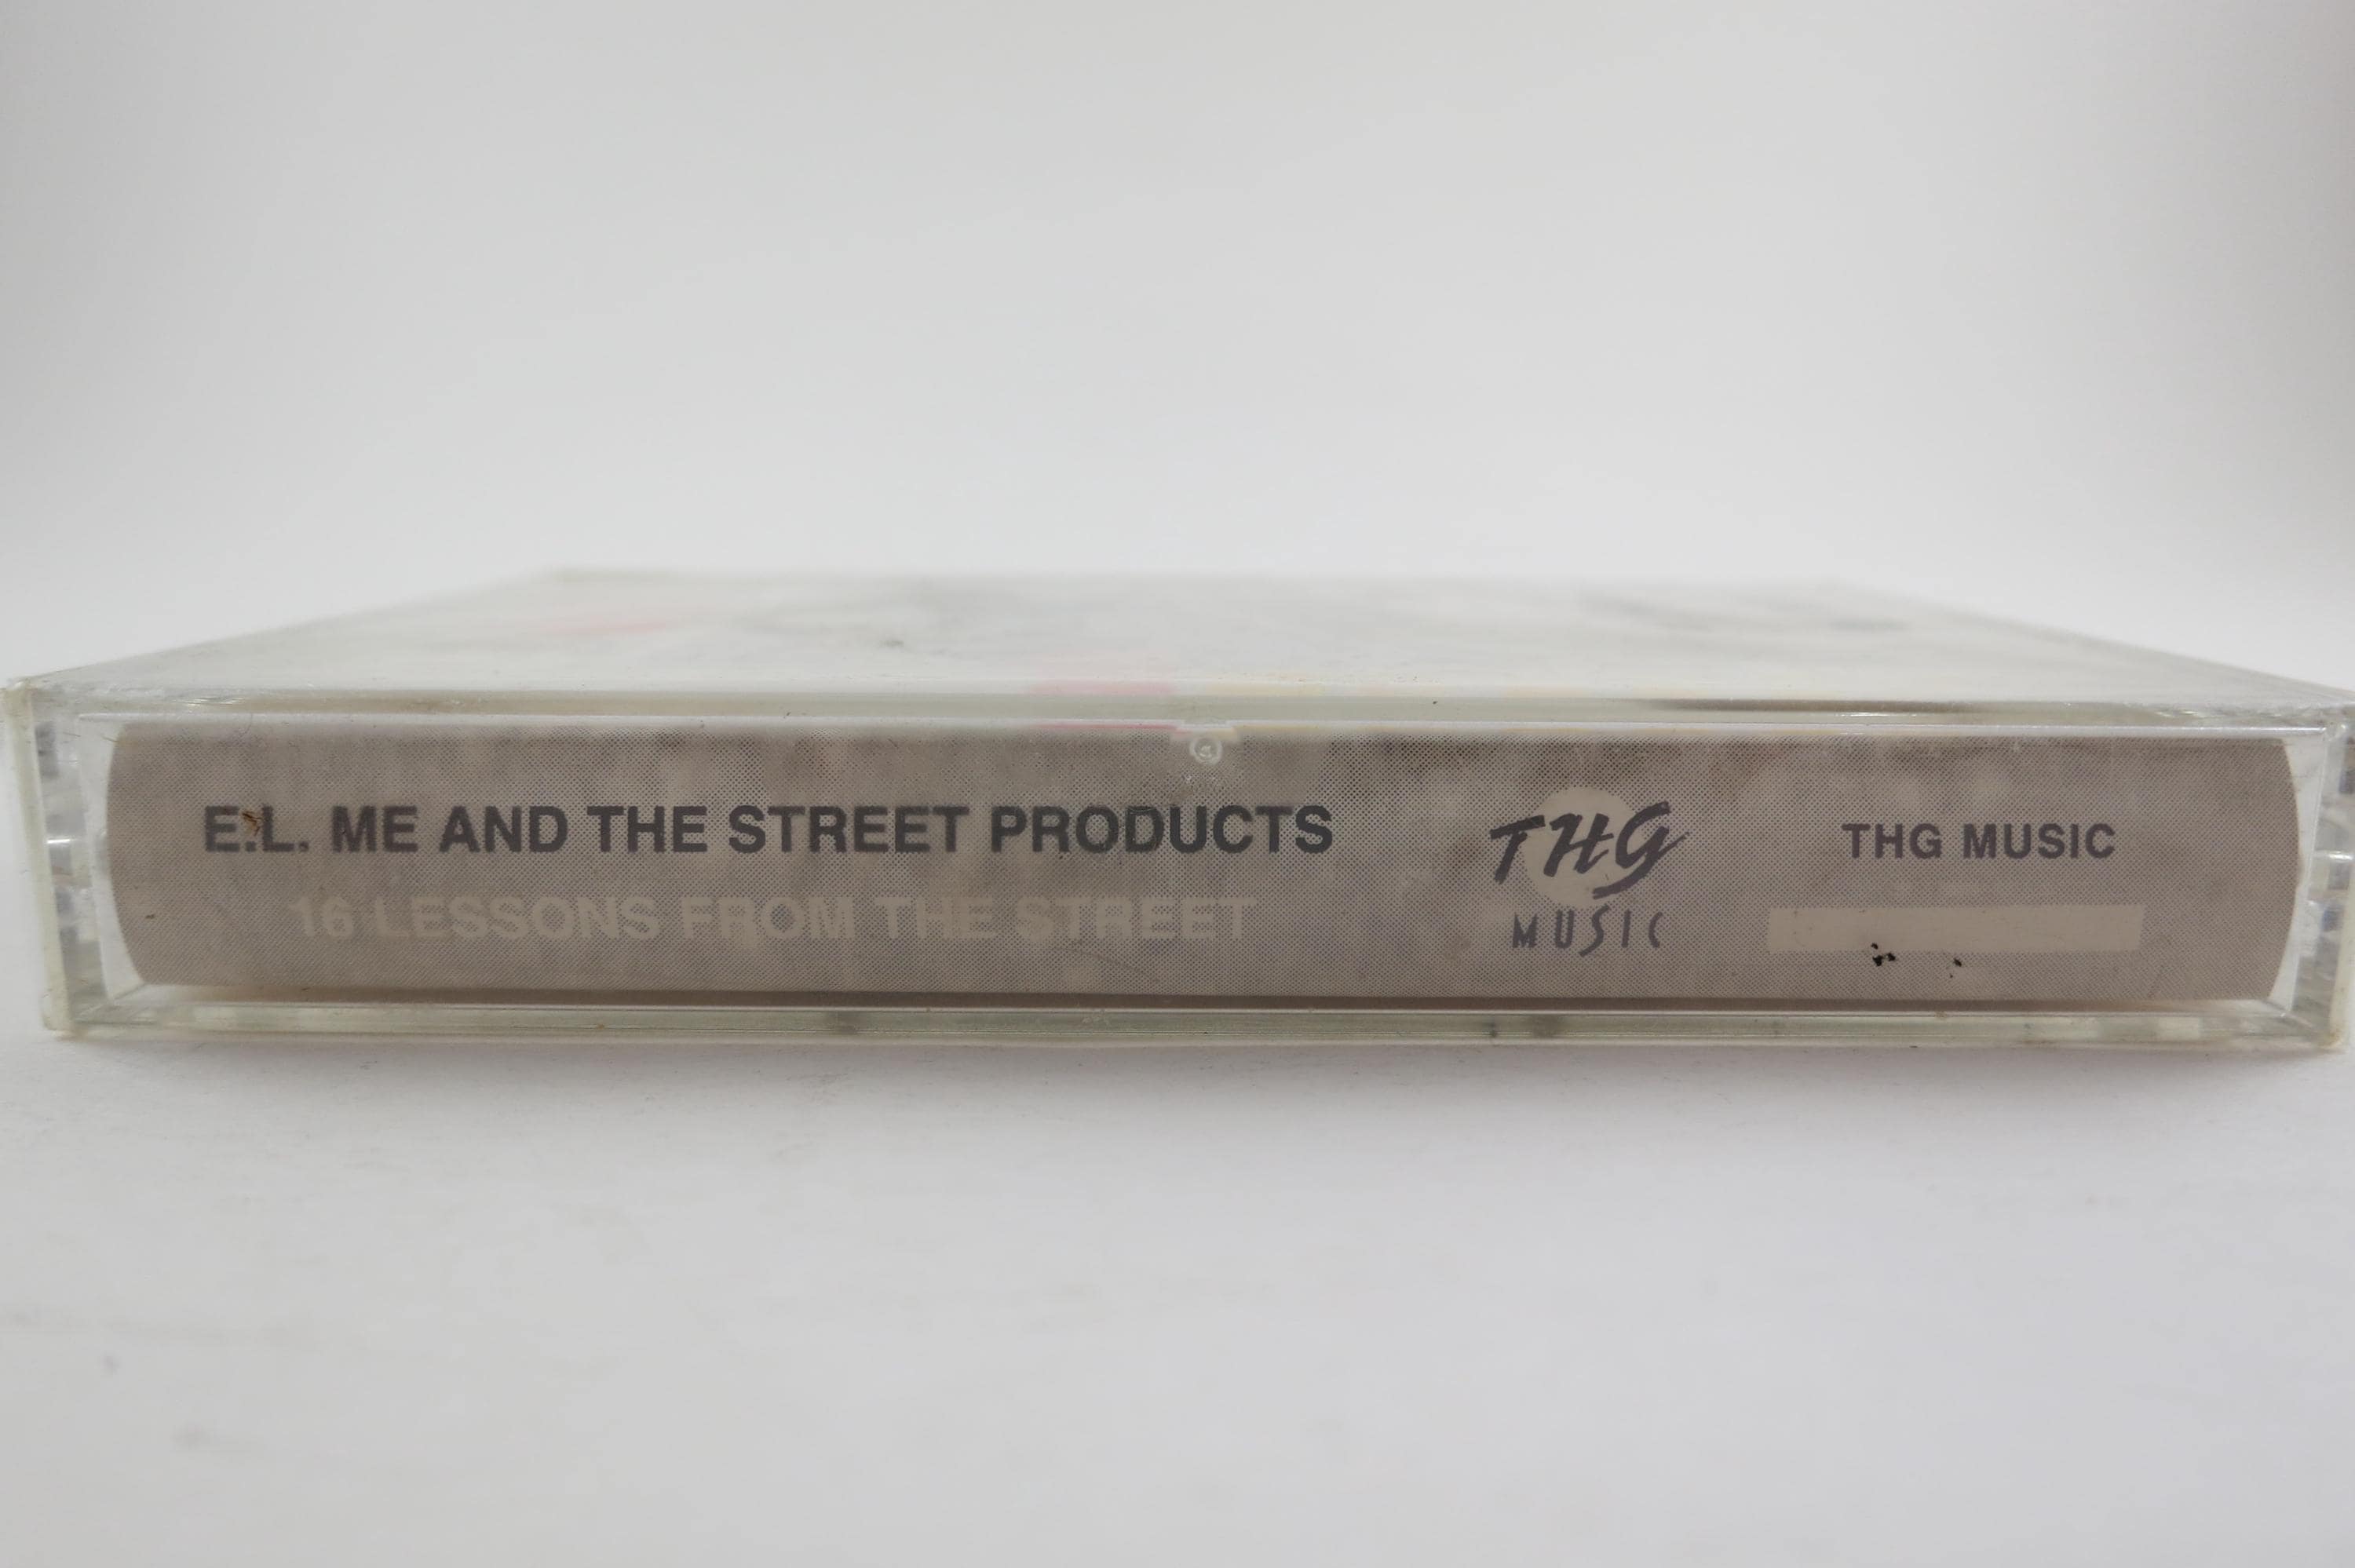 E.L. ME AND THE STREET PRODUCTS
16 LESSONS FROM THE STREET
THG
MUSIC
THG MUSIC